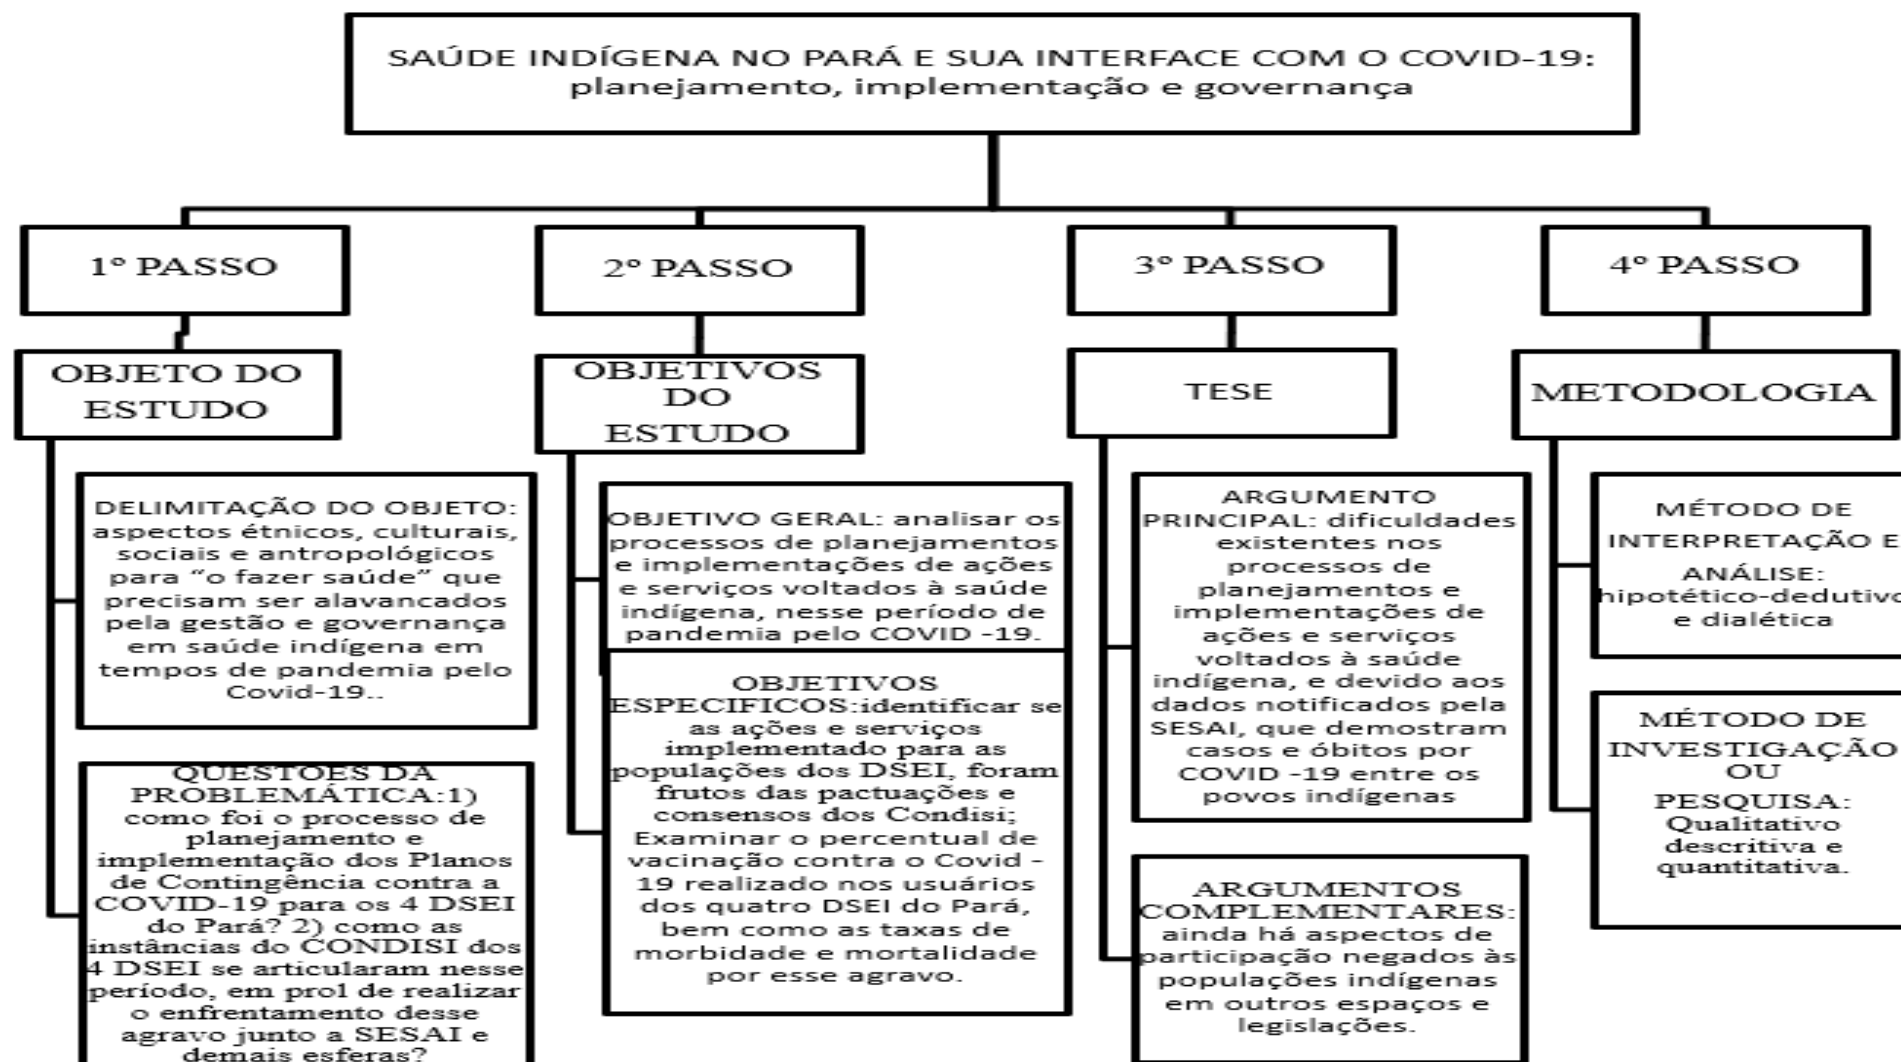 SAÚDE INDÍGENA NO PARÁ E SUA INTERFACE COM O COVID-19:
planejamento, implementação e governança
1º PASSO
OBJETO DO
ESTUDO
DELIMITAÇÃO DO OBJETO:
aspectos étnicos, culturais,
sociais e antropológicos
para “o fazer saúde” que
precisam ser alavancados
pela gestão e governança
em saúde indígena em
tempos de pandemia pelo
Covid-19..
QUESTÕES DA
PROBLEMÁTICA:1)
como foi o processo de
planejamento e
implementação dos Planos
de Contingência contra a
COVID-19 para os 4 DSEI
do Pará? 2) como as
instâncias do CONDISI dos
4 DSEI se articularam nesse
período, em prol de realizar
o enfrentamento desse
agravo junto a SESAI e
demais esferas?
2º PASSO
OBJETIVOS
DO
ESTUDO
OBJETIVO GERAL: analisar os
processos de planejamentos
e implementações de ações
e serviços voltados à saúde
indígena, nesse período de
pandemia pelo COVID -19.
OBJETIVOS
ESPECIFICOS:identificar se
as ações e serviços
implementado para as
populações dos DSEI, foram
frutos das pactuações e
consensos dos Condisi;
Examinar o percentual de
vacinação contra o Covid -
19 realizado nos usuários
dos quatro DSEI do Pará,
bem como as taxas de
morbidade e mortalidade
por esse agravo.
3º PASSO
TESE
ARGUMENTO
PRINCIPAL: dificuldades
existentes nos
processos de
planejamentos e
implementações de
ações e serviços
voltados à saúde
indígena, e devido aos
dados notificados pela
SESAI, que demostram
casos e óbitos por
COVID -19 entre os
povos indígenas
ARGUMENTOS
COMPLEMENTARES:
ainda há aspectos de
participação negados às
populações indígenas
em outros espaços e
legislações.
4º PASSO
METODOLOGIA
MÉTODO DE
INTERPRETAÇÃO E
ANÁLISE:
hipotético-dedutivo
e dialética
MÉTODO DE
INVESTIGAÇÃO
OU
PESQUISA:
Qualitativo
descritiva e
quantitativa.